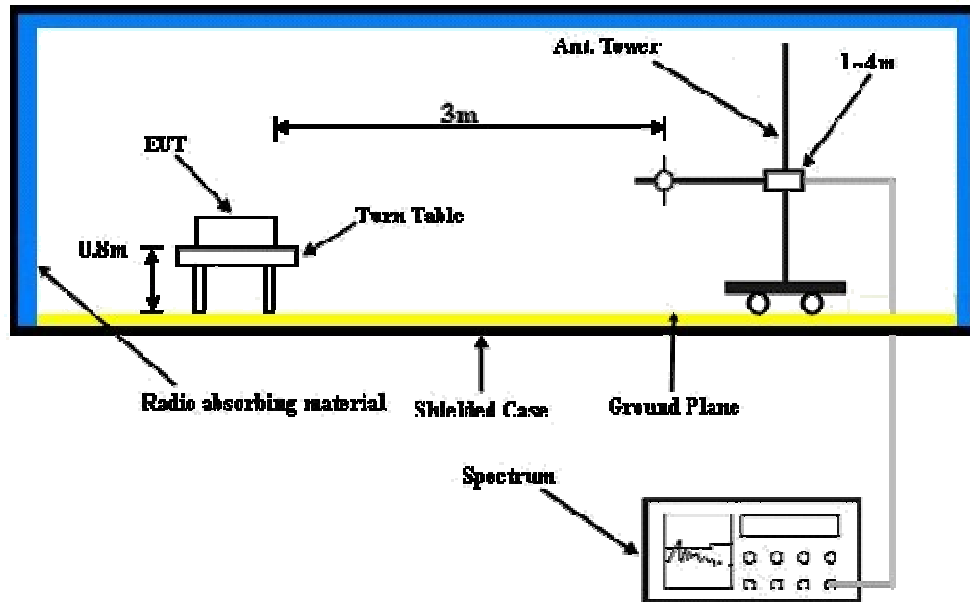 Ant. Tower
1-4m
3m
EUT
Turn Table
0.8m
Radio absorbing material
Shielded Case
Ground Plane
Spectrum